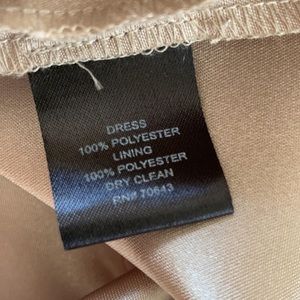 DRESS
100% POLYESTER
LINING
100% POLYESTER
DRY CLEAN
RN# 70643